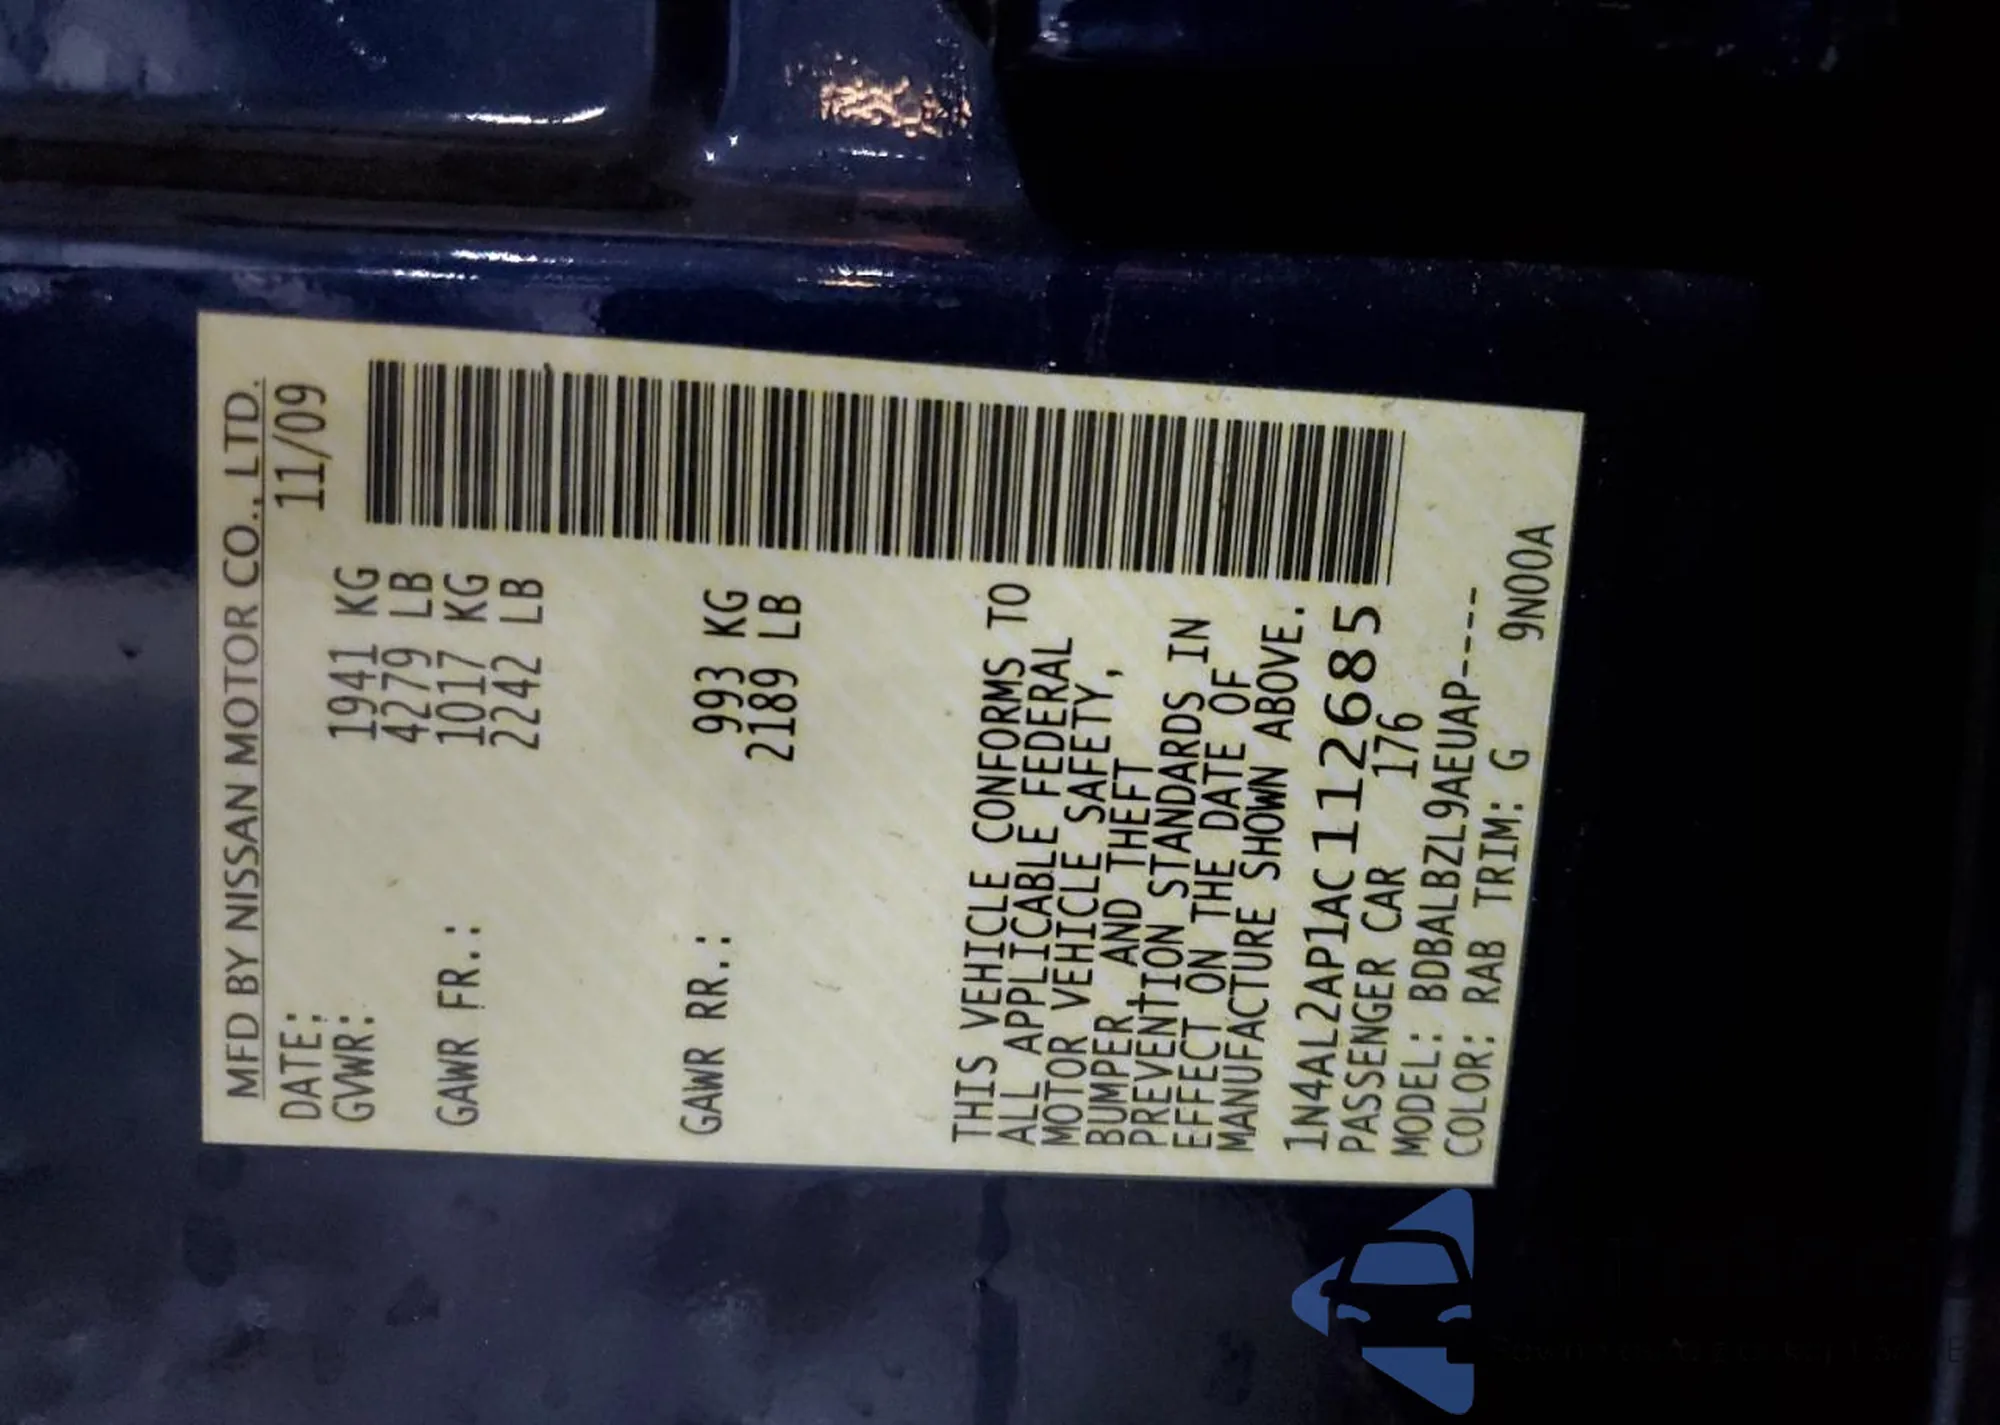 MFD BY NISSAN MOTOR CO., LTD.
DATE: 11/09
GVWR: 1941 KG
4279 LB
GAWR FR.: 1017 KG
2242 LB
GAWR RR.: 993 KG
2189 LB
THIS VEHICLE CONFORMS TO
ALL APPLICABLE FEDERAL
MOTOR VEHICLE SAFETY,
BUMPER, AND THEFT
PREVENTION STANDARDS IN
EFFECT ON THE DATE OF
MANUFACTURE SHOWN ABOVE.
1N4AL2AP1AC112685
PASSENGER CAR 176
MODEL: BDBALBZL9AEUAP----
COLOR: RAB TRIM: G 9N00A